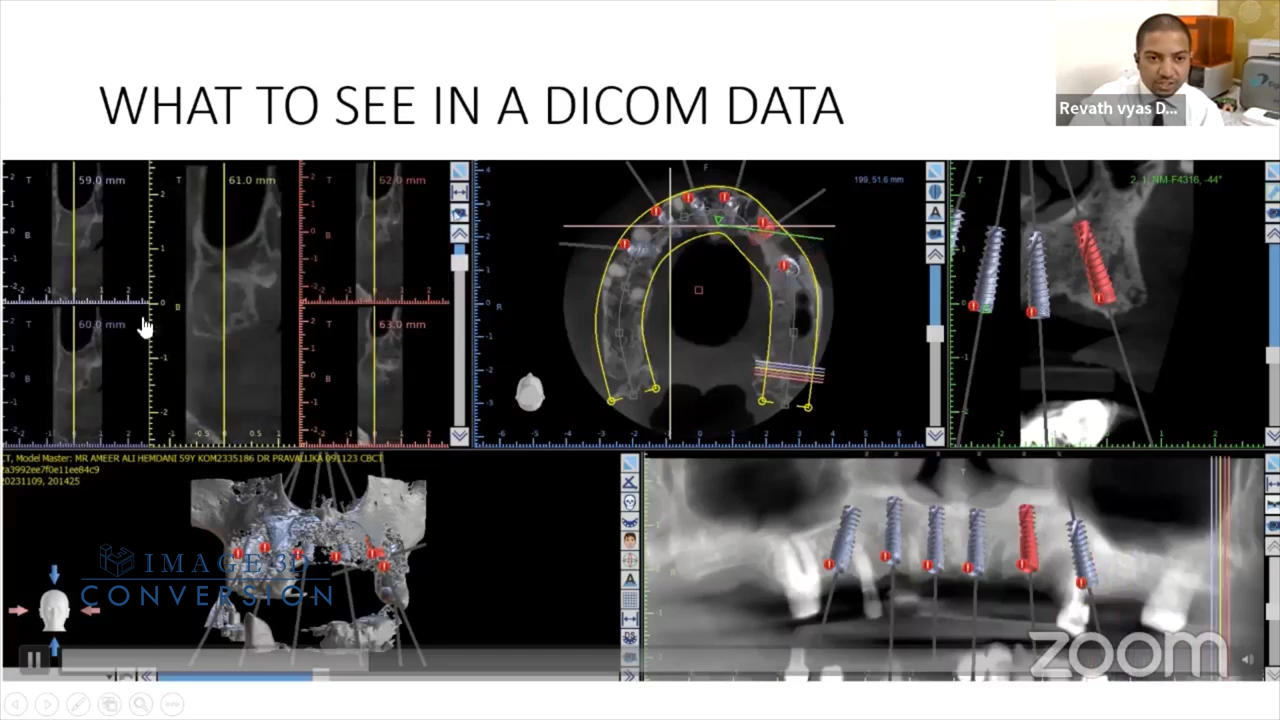 WHAT TO SEE IN A DICOM DATA
Revath vyas D...
59.0 mm
61.0 mm
62.0 mm
60.0 mm
63.0 mm
199, 51.6 mm
2, 1, NM-F4316, -44°
CT, Model Master: MR AMEER ALI HEMDANI 59Y KOM2335186 DR PRAVALLIKA 091123 CBCT
2a3992ee7f0e11ee84c9
20231109, 201425
IMAGE 3D
CONVERSION
zoom